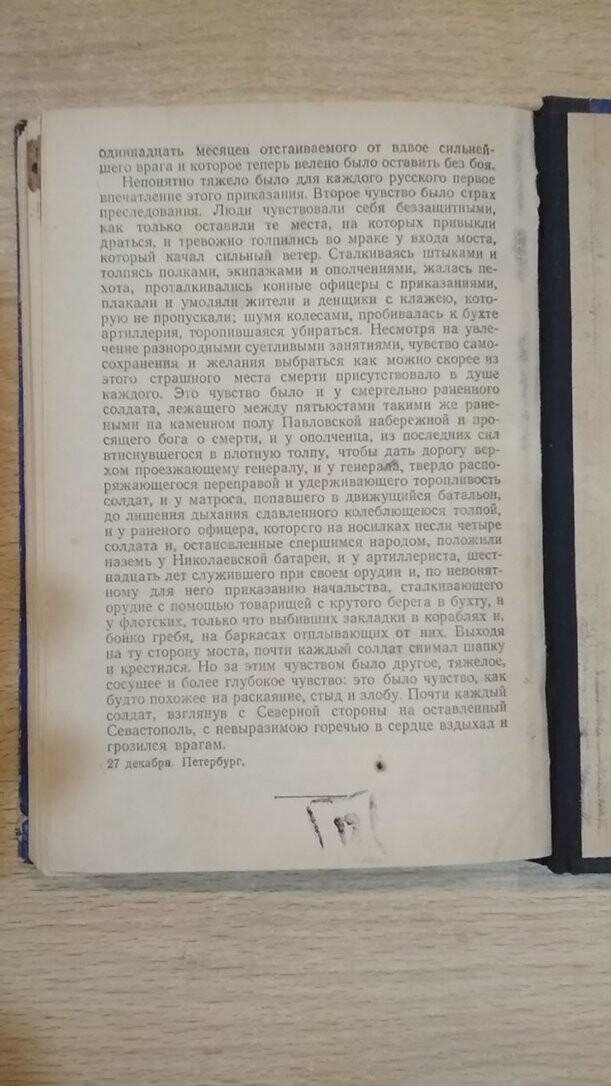 одиннадцать месяцев отстаиваемого от вдвое сильней-
шего врага и которое теперь велено было оставить без боя.
Непонятно тяжело было для каждого русского первое
впечатление этого приказания. Второе чувство было страх
преследования. Люди чувствовали себя беззащитными,
как только оставили те места, на которых привыкли
драться, и тревожно толпились во мраке у входа моста,
который качал сильный ветер. Сталкиваясь штыками и
толпясь полками, экипажами и ополчениями, жалась пе-
хота, проталкивались конные офицеры с приказаниями,
плакали и умоляли жители и денщики с клажею, кото-
рую не пропускали; шумя колесами, пробивалась к бухте
артиллерия, торопившаяся убираться. Несмотря на увле-
чение разнородными суетливыми занятиями, чувство само-
сохранения и желания выбраться как можно скорее из
этого страшного места смерти присутствовало в душе
каждого. Это чувство было и у смертельно раненного
солдата, лежащего между пятьюстами такими же ране-
ными на каменном полу Павловской набережной и про-
сящего бога о смерти, и у ополченца, из последних сил
втиснувшегося в плотную толпу, чтобы дать дорогу вер-
хом проезжающему генералу, и у генерала, твердо распо-
ряжающегося переправой и удерживающего торопливость
солдат, и у матроса, попавшего в движущийся батальон,
до лишения дыхания сдавленного колеблющеюся толпой,
и у раненого офицера, которого на носилках несли четыре
солдата и, остановленные спершимся народом, положили
наземь у Николаевской батареи, и у артиллериста, шест-
надцать лет служившего при своем орудии и, по непонят-
ному для него приказанию начальства, сталкивающего
орудие с помощью товарищей с крутого берега в бухту, и
у флотских, только что выбивших закладки в кораблях и,
бойко гребя, на баркасах отплывающих от них. Выходя
на ту сторону моста, почти каждый солдат снимал шапку
и крестился. Но за этим чувством было другое, тяжелое,
сосущее и более глубокое чувство: это было чувство, как
будто похожее на раскаяние, стыд и злобу. Почти каждый
солдат, взглянув с Северной стороны на оставленный
Севастополь, с невыразимою горечью в сердце вздыхал и
грозился врагам.
27 декабря. Петербург.